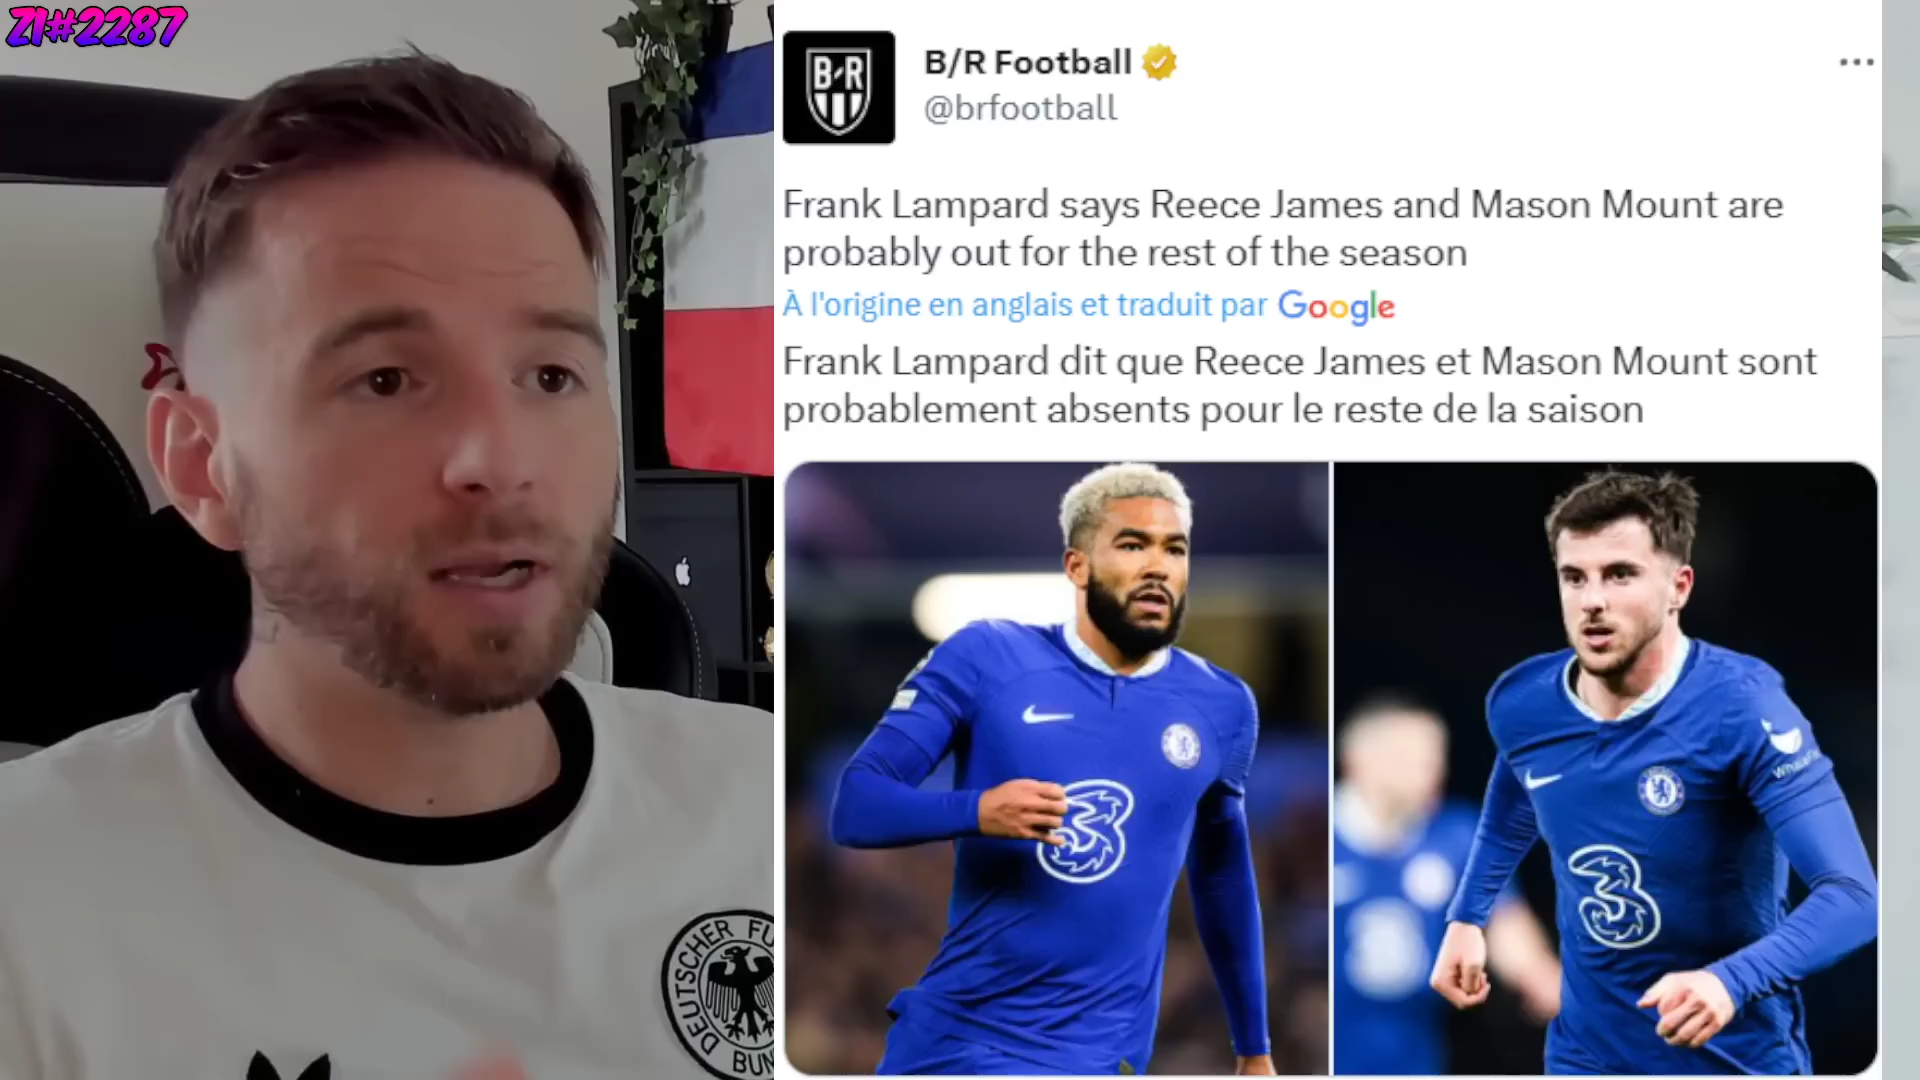 ZI#2287
B/R Football
@brfootball
B-R
Frank Lampard says Reece James and Mason Mount are
probably out for the rest of the season
À l'origine en anglais et traduit par Google
Frank Lampard dit que Reece James et Mason Mount sont
probablement absents pour le reste de la saison
3
3
DEUTSCHER FU
BUN